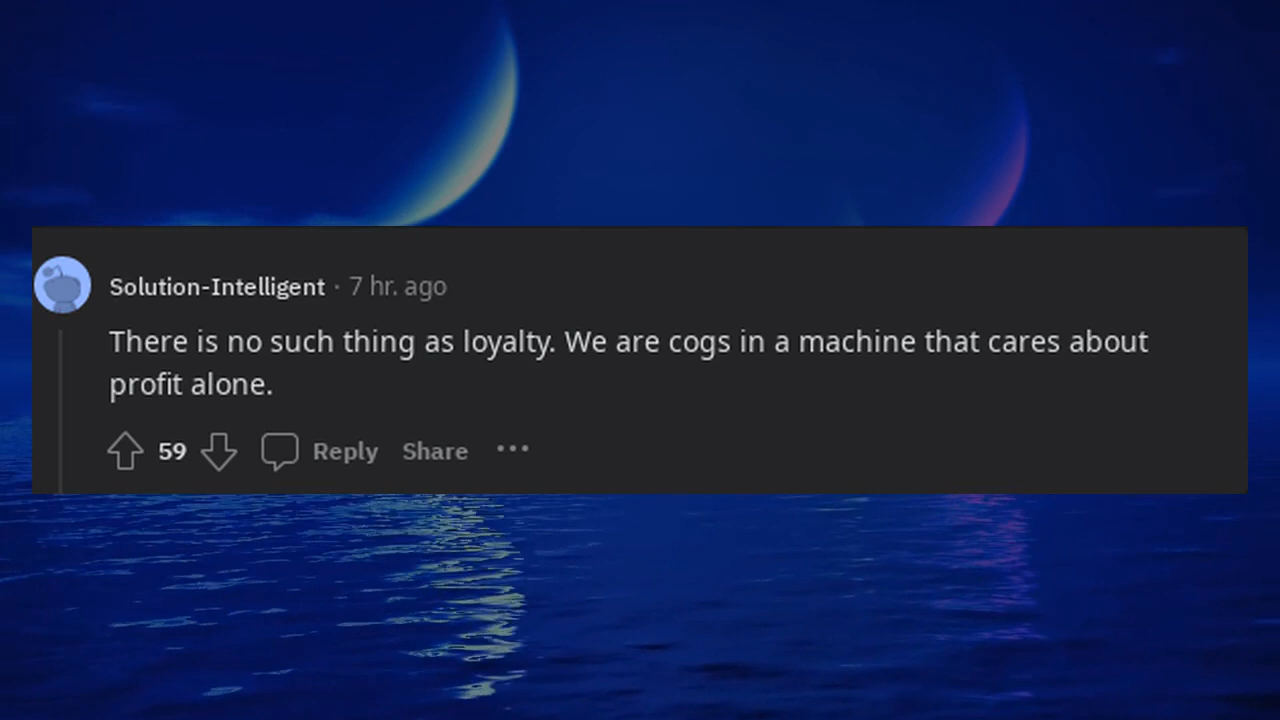 Solution-Intelligent · 7 hr. ago
There is no such thing as loyalty. We are cogs in a machine that cares about
profit alone.
59 Reply Share ...